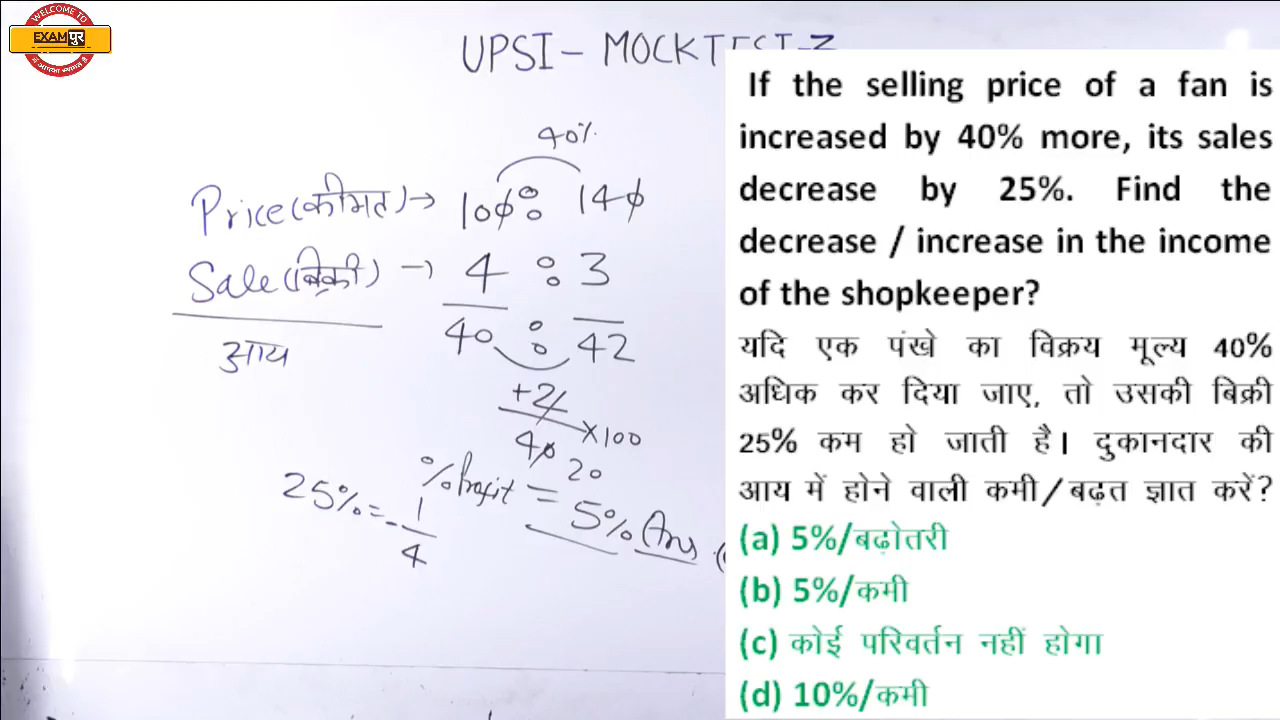 WELCOME TO
EXAMपुर
UPSI - MOCK TEST-3
40%
Price(कीमत) → 100 : 140
Sale(बिक्री) → 4 : 3
आय 40 : 42
+2
40 ×100
20
% Profit = 5% Ans (
25% = -1/4
If the selling price of a fan is
increased by 40% more, its sales
decrease by 25%. Find the
decrease / increase in the income
of the shopkeeper?
यदि एक पंखे का विक्रय मूल्य 40%
अधिक कर दिया जाए, तो उसकी बिक्री
25% कम हो जाती है। दुकानदार की
आय में होने वाली कमी/बढ़त ज्ञात करें?
(a) 5%/बढ़ोतरी
(b) 5%/कमी
(c) कोई परिवर्तन नहीं होगा
(d) 10%/कमी